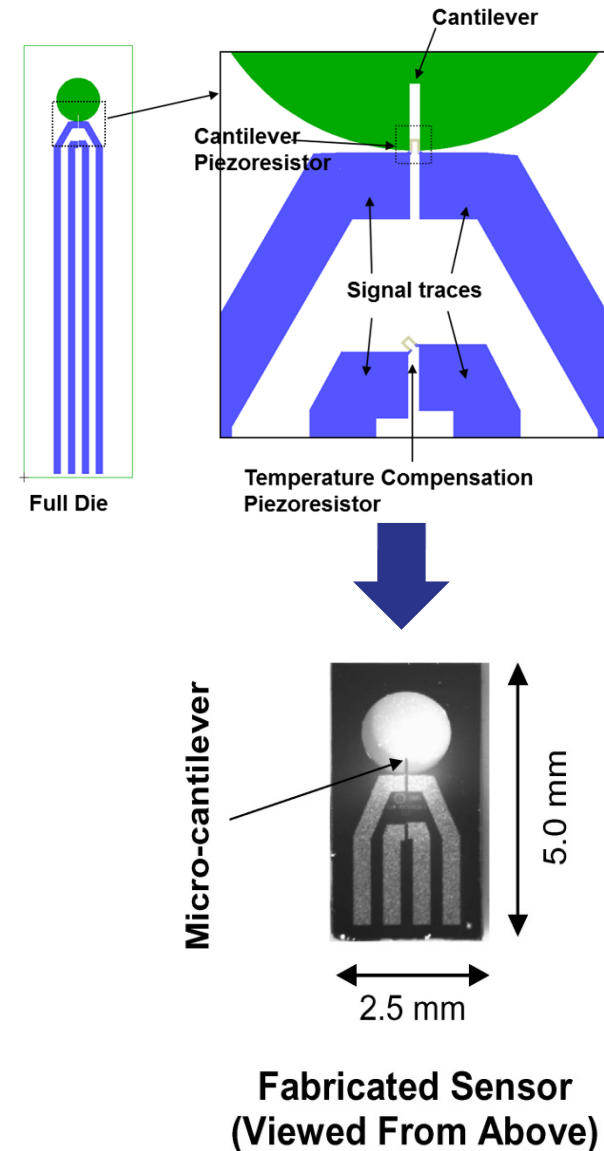 Cantilever
Cantilever
Piezoresistor
Signal traces
Temperature Compensation
Piezoresistor
Full Die
Micro-cantilever
5.0 mm
2.5 mm
Fabricated Sensor
(Viewed From Above)